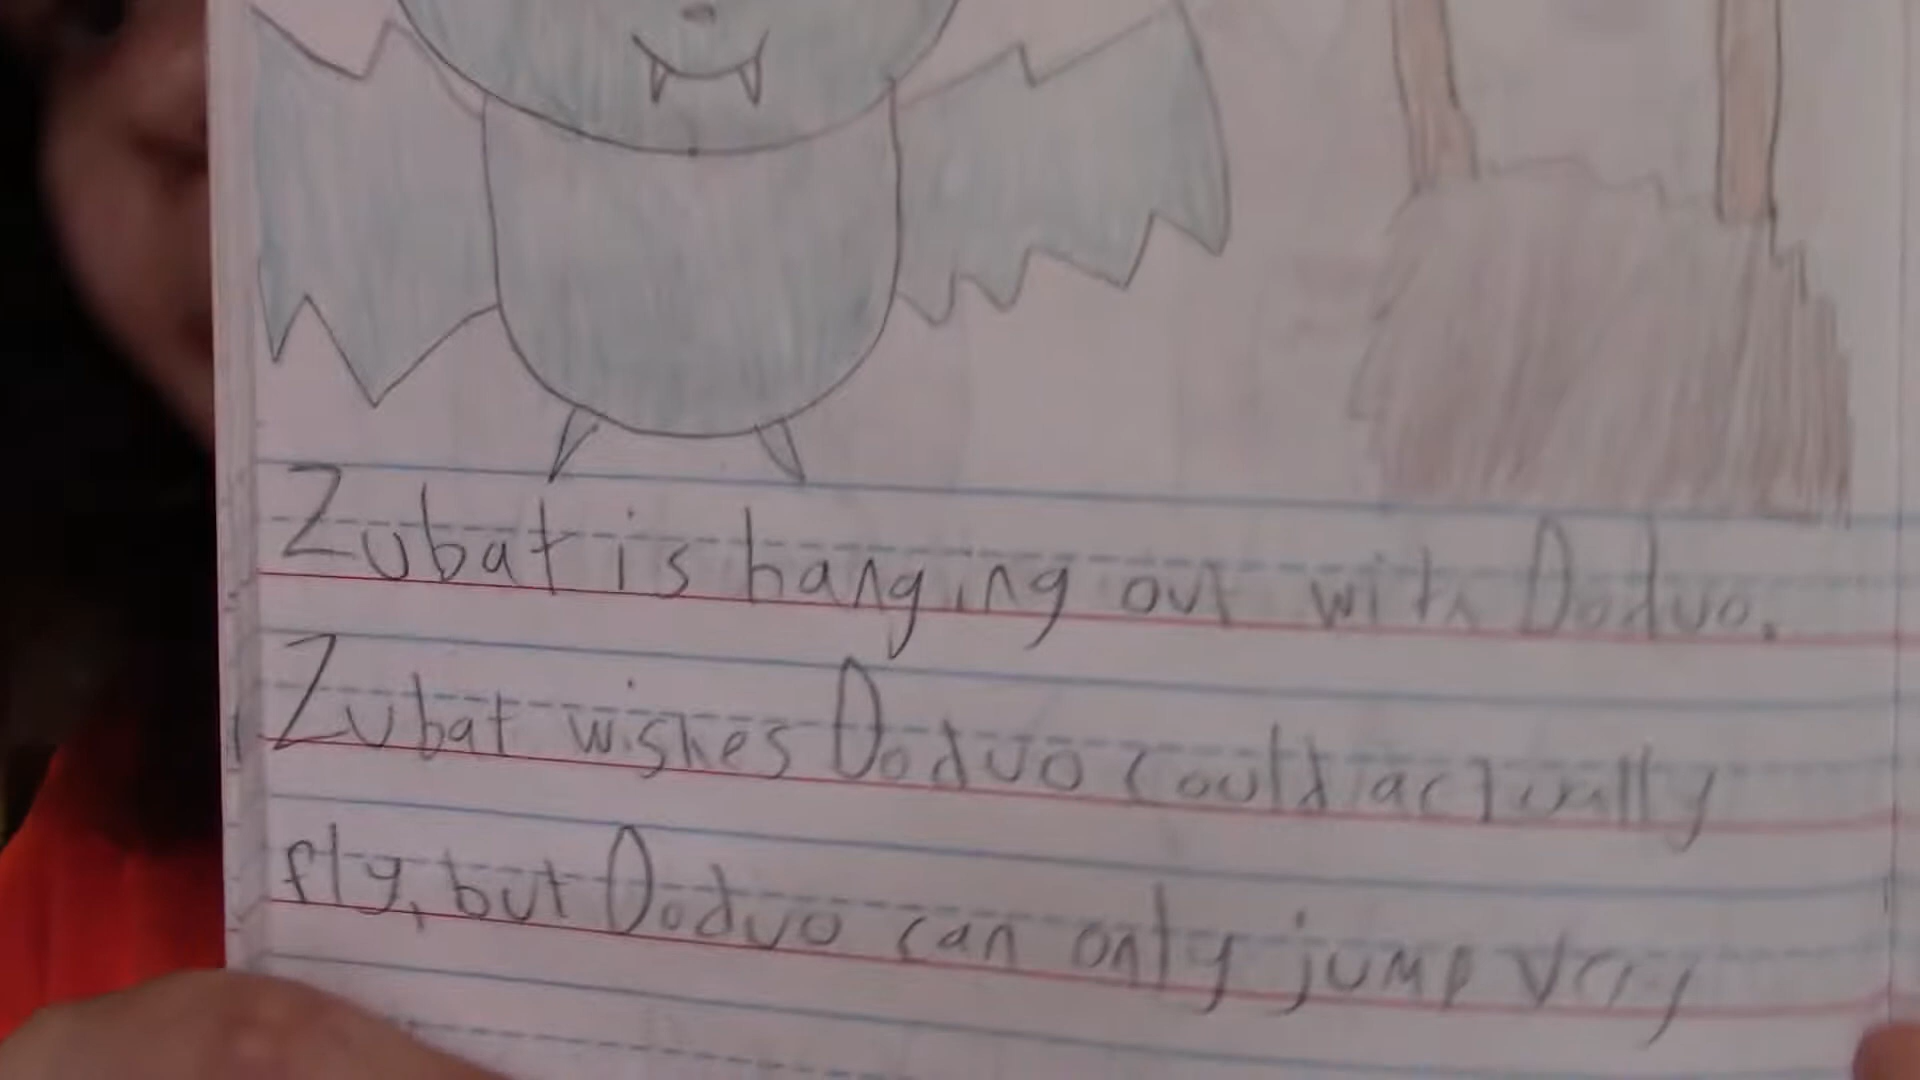 Zubat is hanging out with Doduo.
Zubat wishes Doduo could actually
fly, but Doduo can only jump very